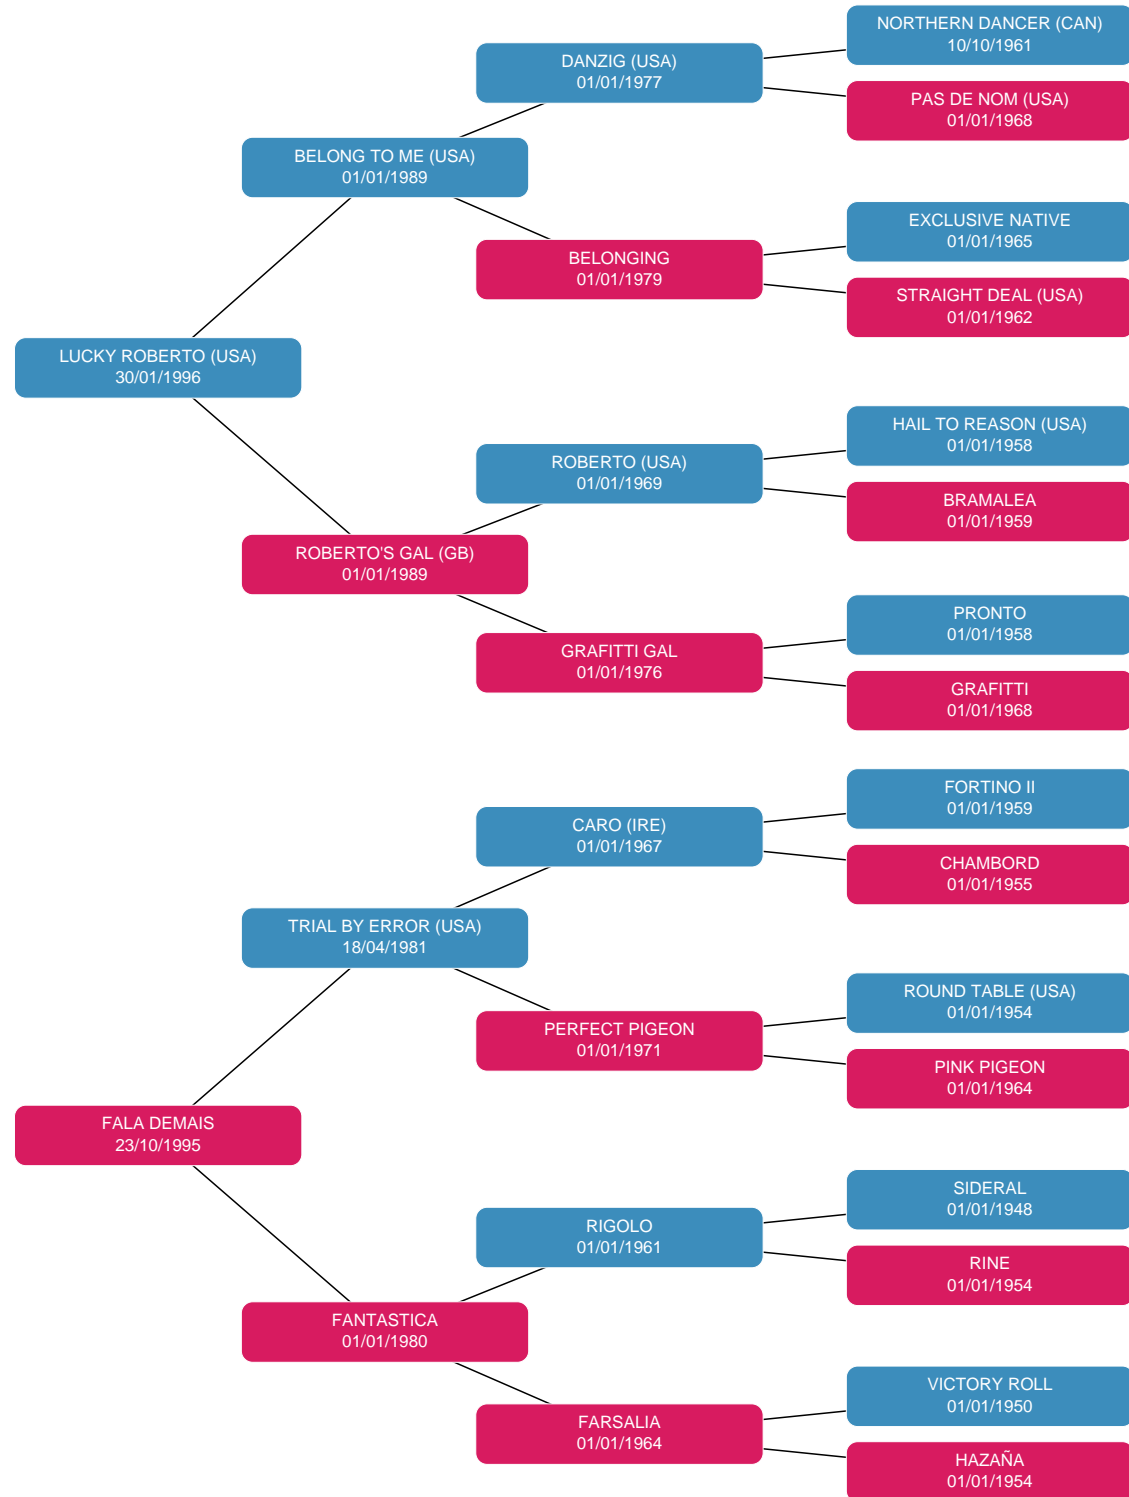 NORTHERN DANCER (CAN)
10/10/1961
DANZIG (USA)
01/01/1977
PAS DE NOM (USA)
01/01/1968
BELONG TO ME (USA)
01/01/1989
EXCLUSIVE NATIVE
01/01/1965
BELONGING
01/01/1979
STRAIGHT DEAL (USA)
01/01/1962
LUCKY ROBERTO (USA)
30/01/1996
HAIL TO REASON (USA)
01/01/1958
ROBERTO (USA)
01/01/1969
BRAMALEA
01/01/1959
ROBERTO'S GAL (GB)
01/01/1989
PRONTO
01/01/1958
GRAFITTI GAL
01/01/1976
GRAFITTI
01/01/1968
FORTINO II
01/01/1959
CARO (IRE)
01/01/1967
CHAMBORD
01/01/1955
TRIAL BY ERROR (USA)
18/04/1981
ROUND TABLE (USA)
01/01/1954
PERFECT PIGEON
01/01/1971
PINK PIGEON
01/01/1964
FALA DEMAIS
23/10/1995
SIDERAL
01/01/1948
RIGOLO
01/01/1961
RINE
01/01/1954
FANTASTICA
01/01/1980
VICTORY ROLL
01/01/1950
FARSALIA
01/01/1964
HAZAÑA
01/01/1954